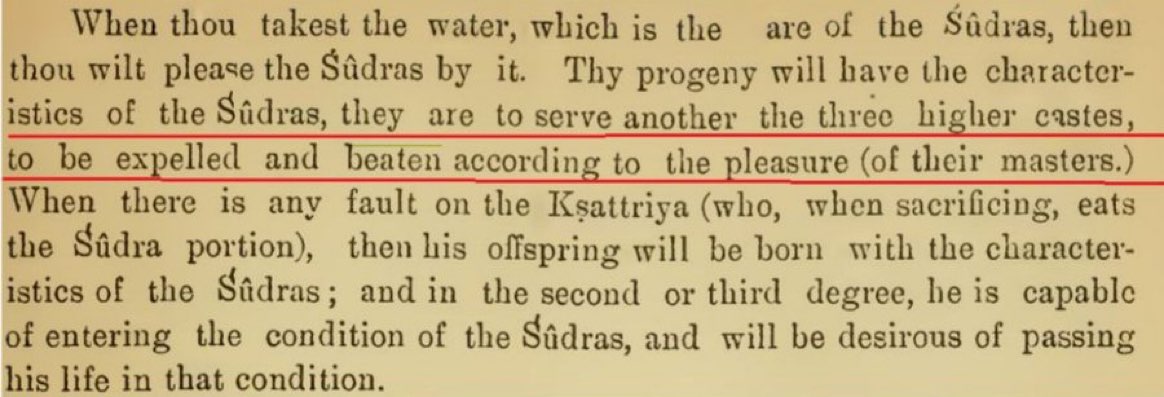 When thou takest the water, which is the are of the Śûdras, then
thou wilt please the Śûdras by it. Thy progeny will have the character-
istics of the Śûdras, they are to serve another the three higher castes,
to be expelled and beaten according to the pleasure (of their masters.)
When there is any fault on the Kṣattriya (who, when sacrificing, eats
the Śûdra portion), then his offspring will be born with the character-
istics of the Śûdras; and in the second or third degree, he is capable
of entering the condition of the Śûdras, and will be desirous of passing
his life in that condition.